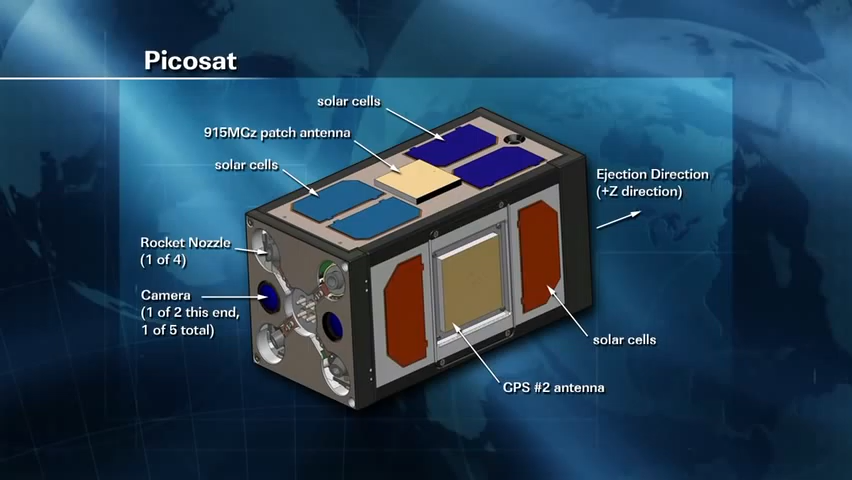 Picosat
solar cells
915MGz patch antenna
solar cells
Ejection Direction
(+Z direction)
Rocket Nozzle
(1 of 4)
Camera
(1 of 2 this end,
1 of 5 total)
solar cells
GPS #2 antenna